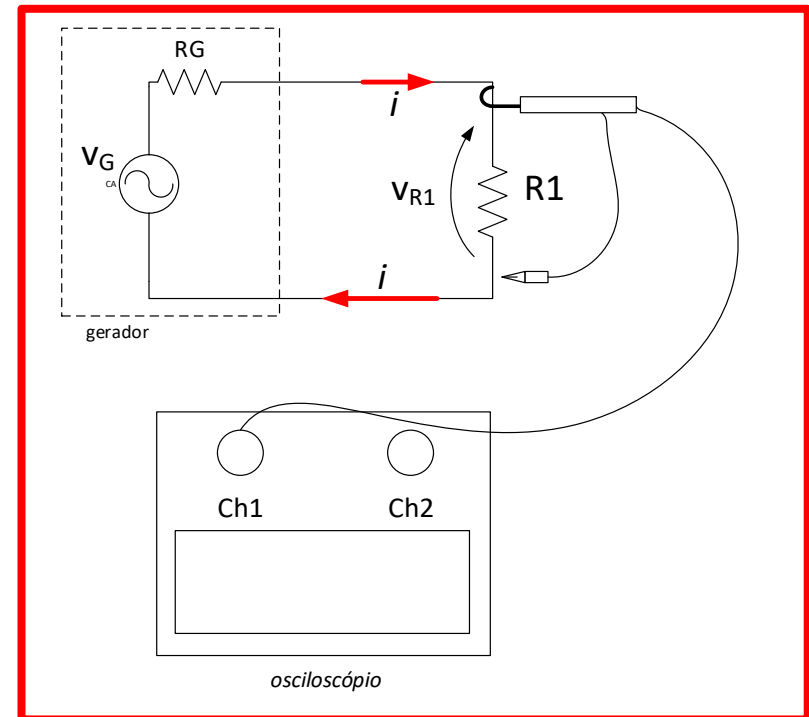 RG
i
vG
CA
vR1
R1
i
gerador
Ch1
Ch2
osciloscópio